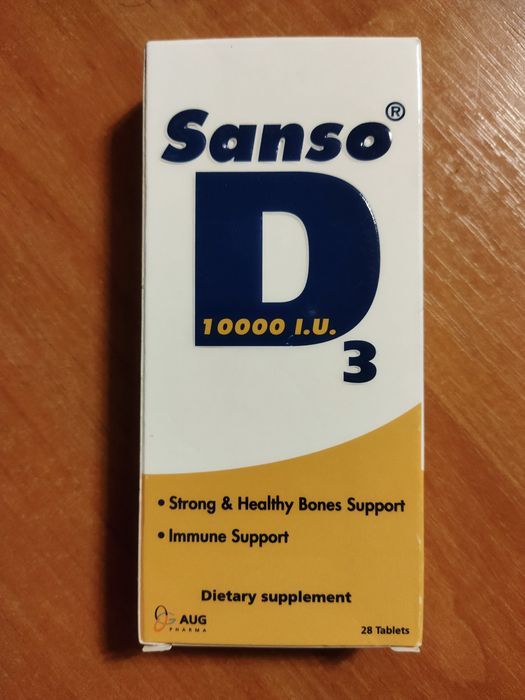 Sanso®
D
10000 I.U.
3
• Strong & Healthy Bones Support
• Immune Support
Dietary supplement
AUG
PHARMA
28 Tablets